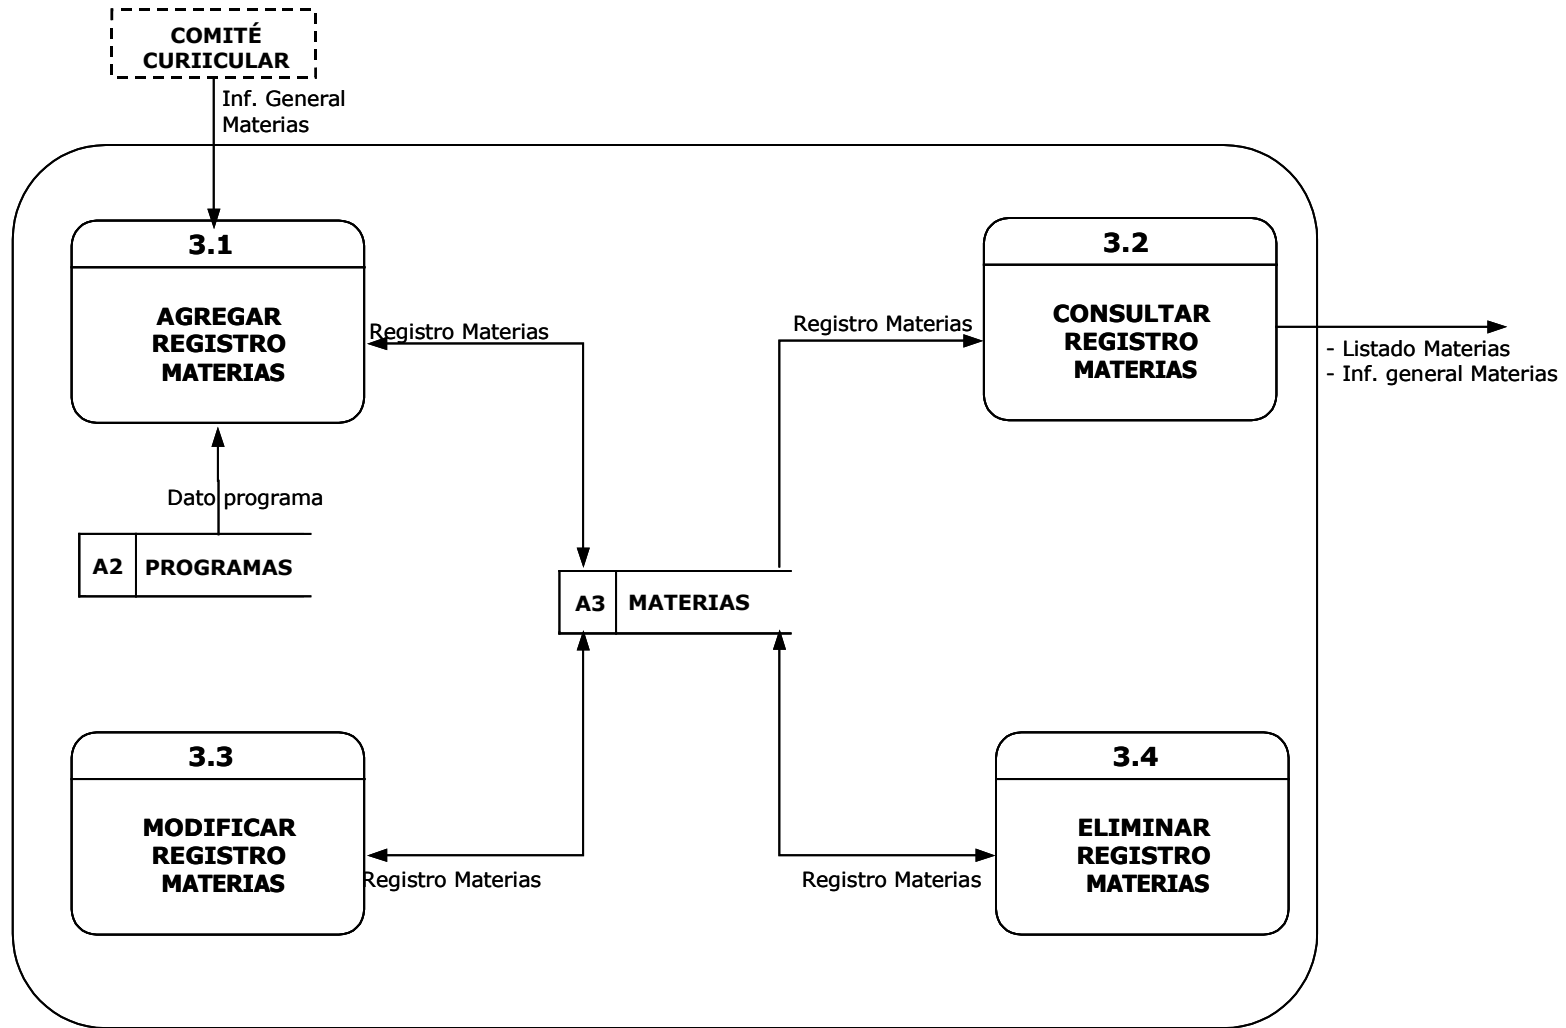 COMITÉ
CURIICULAR
Inf. General
Materias
3.1
AGREGAR
REGISTRO
MATERIAS
Registro Materias
Registro Materias
3.2
CONSULTAR
REGISTRO
MATERIAS
- Listado Materias
- Inf. general Materias
Dato programa
A2 PROGRAMAS
A3 MATERIAS
3.3
MODIFICAR
REGISTRO
MATERIAS
Registro Materias
Registro Materias
3.4
ELIMINAR
REGISTRO
MATERIAS